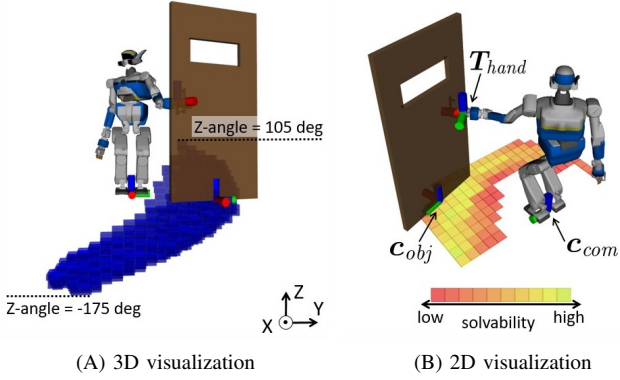 T_hand
Z-angle = 105 deg
c_obj
c_com
Z-angle = -175 deg
Z
X
Y
low
solvability
high
(A) 3D visualization
(B) 2D visualization